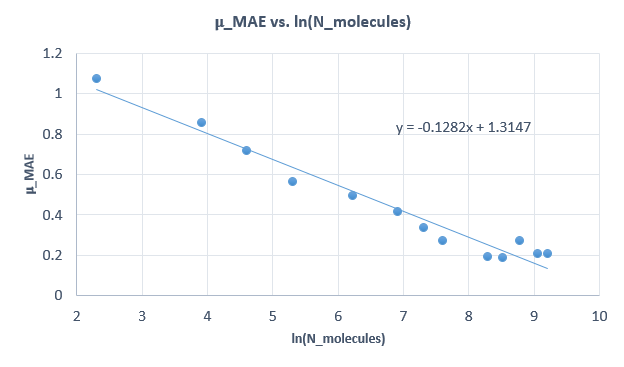 μ_MAE vs. ln(N_molecules)
1.2
1
0.8
0.6
0.4
0.2
0
μ_MAE
y = -0.1282x + 1.3147
2 3 4 5 6 7 8 9 10
ln(N_molecules)